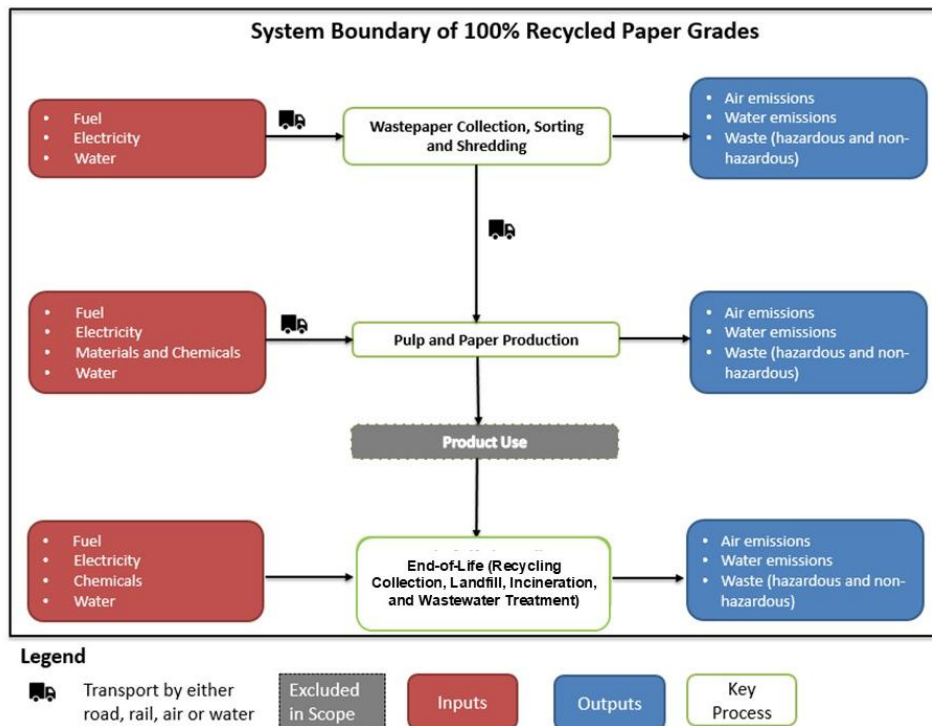 System Boundary of 100% Recycled Paper Grades
• Fuel
• Electricity
• Water
Wastepaper Collection, Sorting
and Shredding
• Air emissions
• Water emissions
• Waste (hazardous and non-
hazardous)
• Fuel
• Electricity
• Materials and Chemicals
• Water
Pulp and Paper Production
• Air emissions
• Water emissions
• Waste (hazardous and non-
hazardous)
Product Use
• Fuel
• Electricity
• Chemicals
• Water
End-of-Life (Recycling
Collection, Landfill, Incineration,
and Wastewater Treatment)
• Air emissions
• Water emissions
• Waste (hazardous and non-
hazardous)
Legend
Transport by either
road, rail, air or water
Excluded
in Scope
Inputs
Outputs
Key
Process